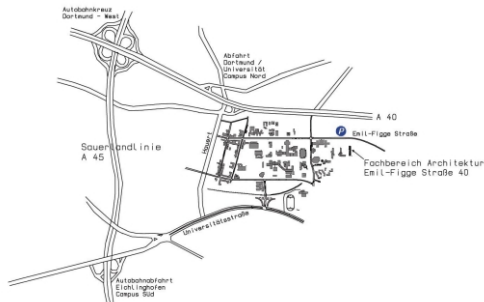 Autobahnkreuz
Dortmund - West
Abfahrt
Dortmund /
Universität
Campus Nord
A 40
P
Emil-Figge Straße
Hauert
Sauerlandlinie
A 45
Fachbereich Architektur
Emil-Figge Straße 40
Universitätsstraße
Autobahnabfahrt
Eichlinghofen
Campus Süd